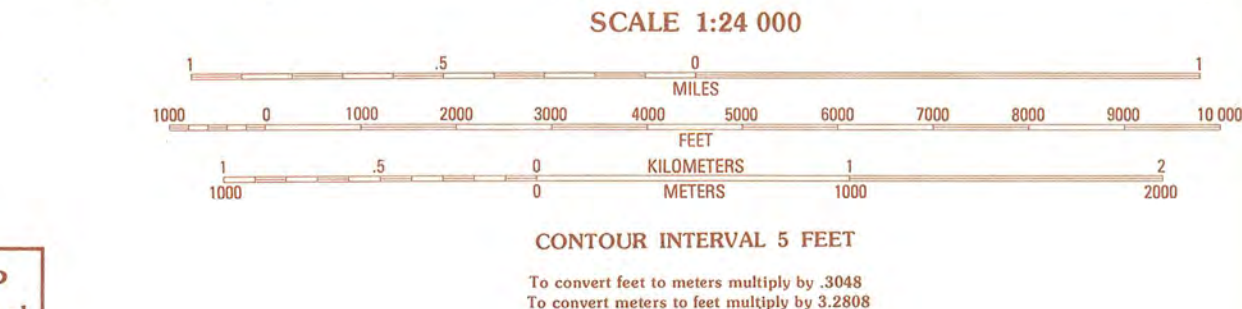 SCALE 1:24 000
1 .5 0 1
MILES
1000 0 1000 2000 3000 4000 5000 6000 7000 8000 9000 10 000
FEET
1 .5 0 KILOMETERS 1 2
1000 0 METERS 1000 2000
CONTOUR INTERVAL 5 FEET
To convert feet to meters multiply by .3048
To convert meters to feet multiply by 3.2808